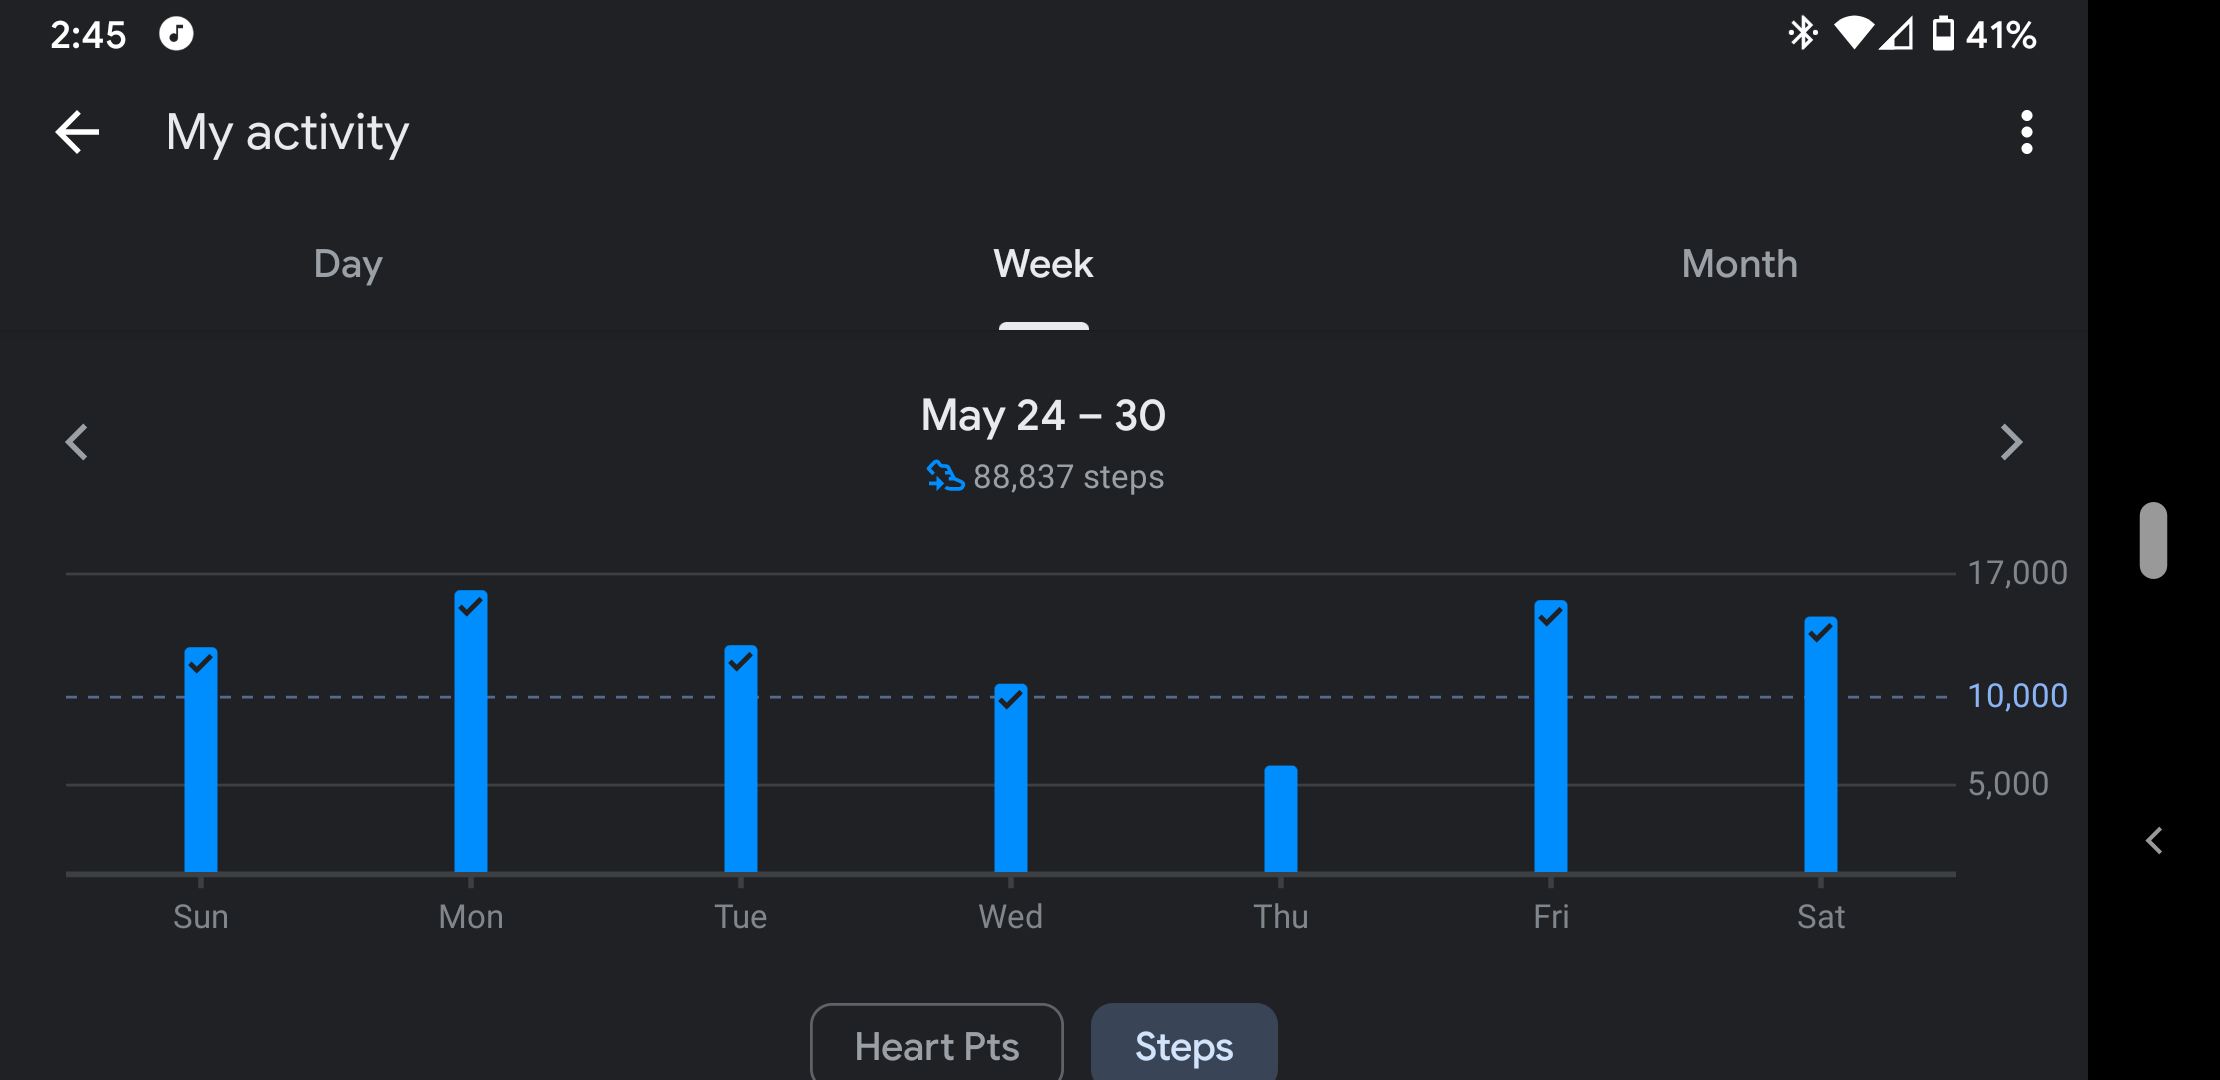 2:45 41%
My activity
Day Week Month
May 24 – 30
88,837 steps
17,000
10,000
5,000
Sun Mon Tue Wed Thu Fri Sat
Heart Pts Steps